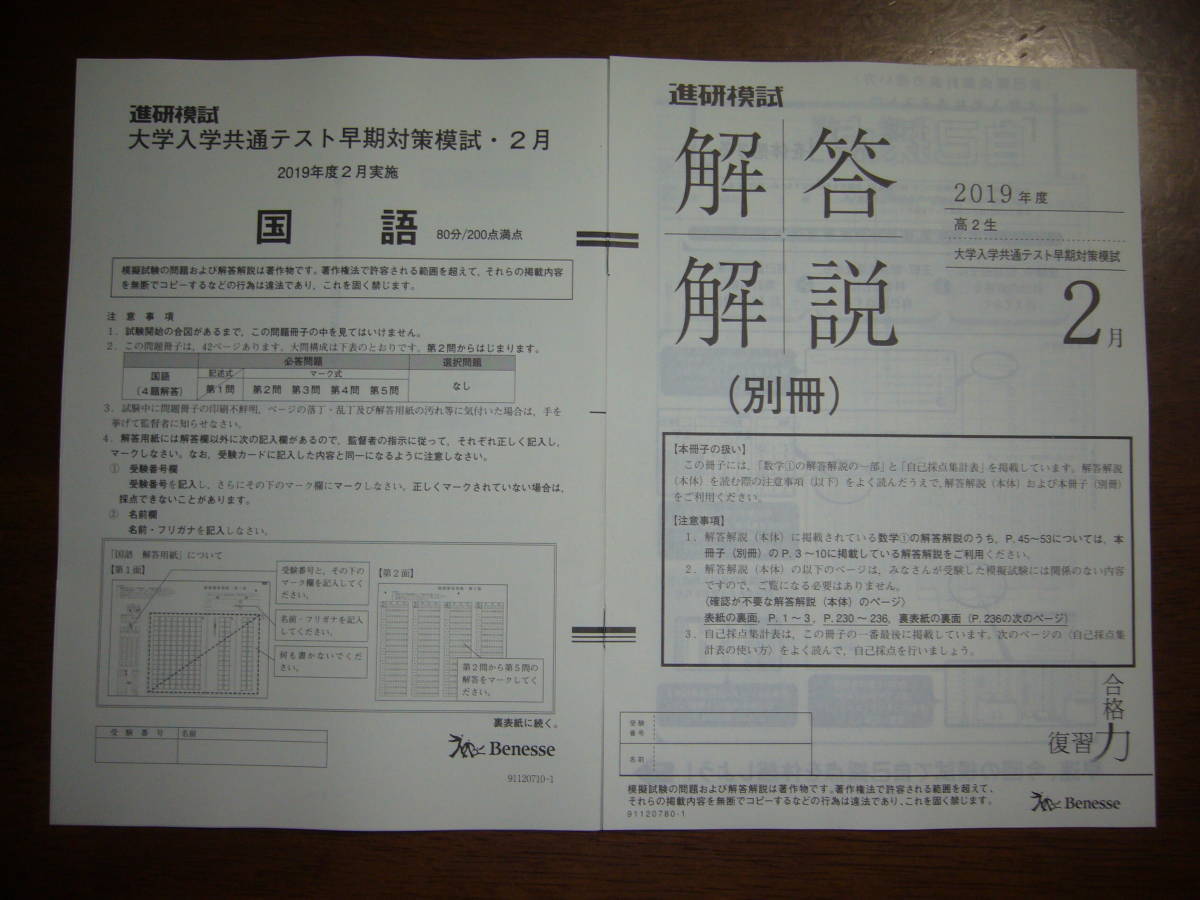 進研模試
大学入学共通テスト早期対策模試・2月
2019年度2月実施
国 語 80分/200点満点
模擬試験の問題および解答解説は著作物です。著作権法で許容される範囲を超えて、それらの掲載内容
を無断でコピーするなどの行為は違法であり、これを固く禁じます。
注 意 事 項
1. 試験開始の合図があるまで、この問題冊子の中を見てはいけません。
2. この問題冊子は、42ページあります。大問構成は下表のとおりです。第2問からはじまります。
必答問題 選択問題
国語 記述式 マーク式
(4題解答) 第1問 第2問 第3問 第4問 第5問 なし
3. 試験中に問題冊子の印刷不鮮明、ページの落丁・乱丁及び解答用紙の汚れ等に気付いた場合は、手を
挙げて監督者に知らせなさい。
4. 解答用紙には解答欄以外に次の記入欄があるので、監督者の指示に従って、それぞれ正しく記入し、
マークしなさい。なお、受験カードに記入した内容と同一になるように注意しなさい。
① 受験番号欄
受験番号を記入し、さらにその下のマーク欄にマークしなさい。正しくマークされていない場合は、
採点できないことがあります。
② 名前欄
名前・フリガナを記入しなさい。
「国語 解答用紙」について
【第1面】
受験番号と、その下の
マーク欄を記入してく
ださい。
名前・フリガナを記入
してください。
何も書かないでくだ
さい。
【第2面】
第2問から第5問の
解答をマークしてく
ださい。
裏表紙に続く。
受 験 番 号 名前
Benesse
91120710-1
進研模試
解答
解説
(別冊)
2019年度
高2生
大学入学共通テスト早期対策模試
2月
【本冊子の扱い】
この冊子には、「数学①の解答解説の一部」と「自己採点集計表」を掲載しています。解答解説
(本体)を読む際の注意事項(以下)をよく読んだうえで、解答解説(本体)および本冊子(別冊)
をご利用ください。
【注意事項】
1. 解答解説(本体)に掲載されている数学①の解答解説のうち、P.45〜53については、本
冊子(別冊)のP.3〜10に掲載している解答解説をご利用ください。
2. 解答解説(本体)の以下のページは、みなさんが受験した模擬試験には関係のない内容
ですので、ご覧になる必要はありません。
〈確認が不要な解答解説(本体)のページ〉
表紙の裏面、P.1〜3、P.230〜236、裏表紙の裏面(P.236の次のページ)
3. 自己採点集計表は、この冊子の一番最後に掲載しています。次のページの〈自己採点集
計表の使い方〉をよく読んで、自己採点を行いましょう。
受験
番号
名前
合格
復習力
模擬試験の問題および解答解説は著作物です。著作権法で許容される範囲を超えて、
それらの掲載内容を無断でコピーするなどの行為は違法であり、これを固く禁じます。
91120780-1
Benesse